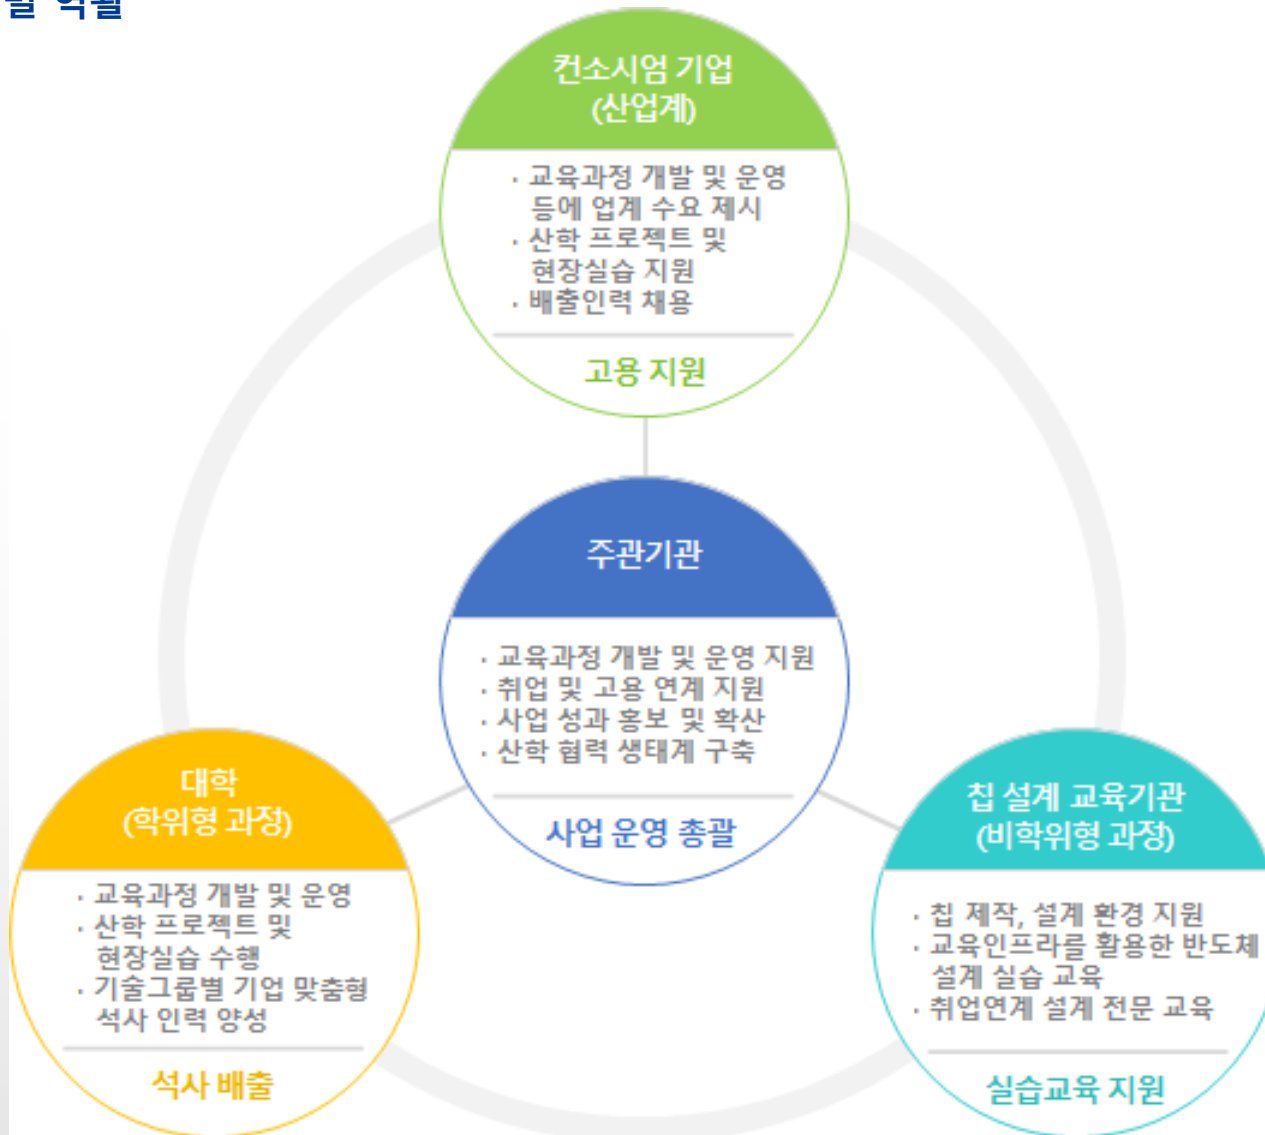 별 역할
컨소시엄 기업
(산업계)
· 교육과정 개발 및 운영
등에 업계 수요 제시
· 산학 프로젝트 및
현장실습 지원
· 배출인력 채용
고용 지원
주관기관
· 교육과정 개발 및 운영 지원
· 취업 및 고용 연계 지원
· 사업 성과 홍보 및 확산
· 산학 협력 생태계 구축
사업 운영 총괄
대학
(학위형 과정)
· 교육과정 개발 및 운영
· 산학 프로젝트 및
현장실습 수행
· 기술그룹별 기업 맞춤형
석사 인력 양성
석사 배출
칩 설계 교육기관
(비학위형 과정)
· 칩 제작, 설계 환경 지원
· 교육인프라를 활용한 반도체
설계 실습 교육
· 취업연계 설계 전문 교육
실습교육 지원